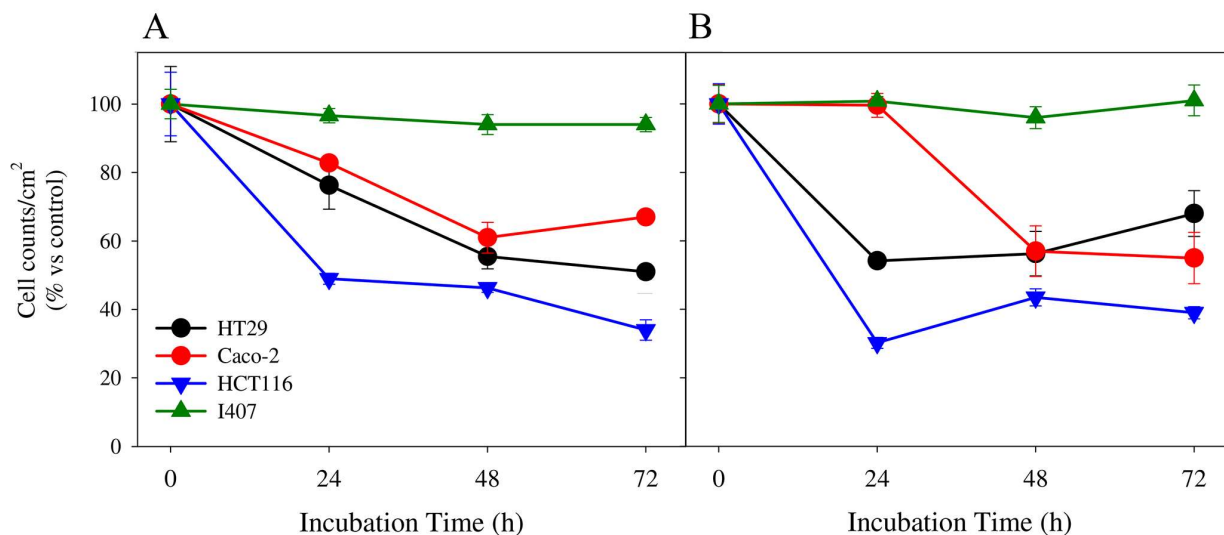 A
B
Cell counts/cm²
(% vs control)
100
80
60
40
20
0
HT29
Caco-2
HCT116
I407
0 24 48 72
0 24 48 72
Incubation Time (h)
Incubation Time (h)